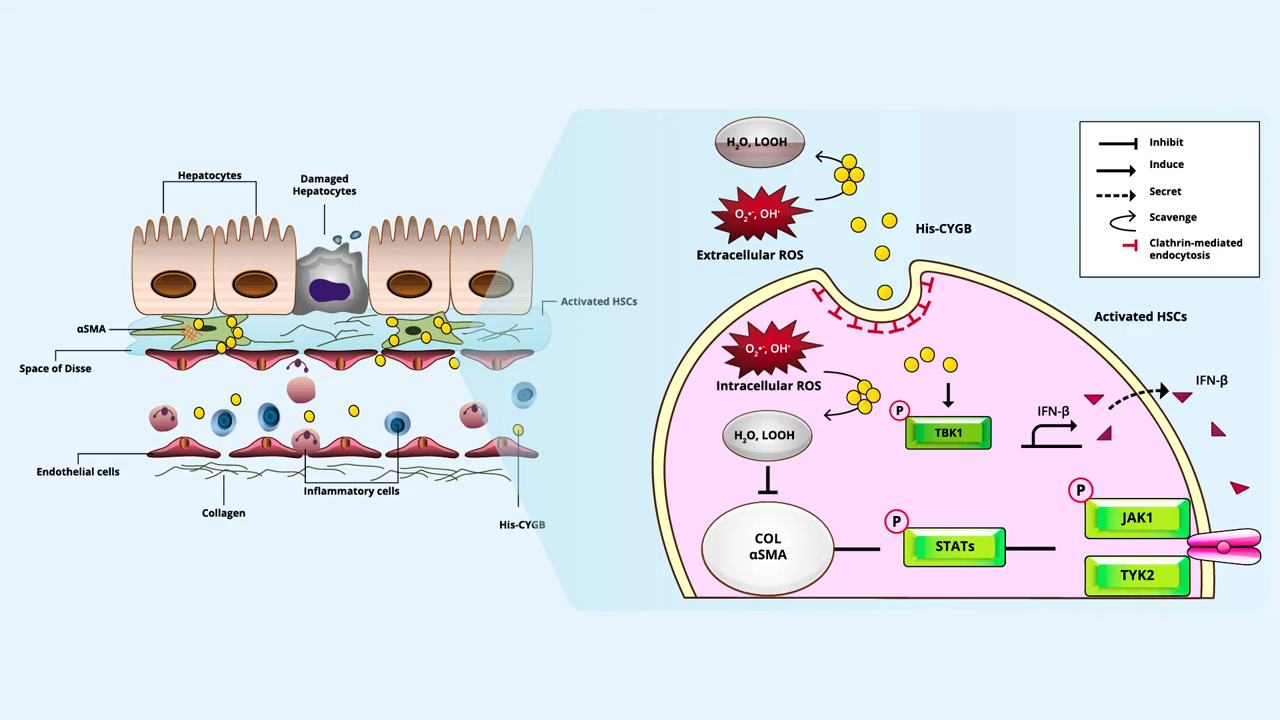 Hepatocytes
Damaged
Hepatocytes
Activated HSCs
αSMA
Space of Disse
Endothelial cells
Inflammatory cells
Collagen
His-CYGB
H₂O, LOOH
O₂•⁻, OH•
Extracellular ROS
His-CYGB
Inhibit
Induce
Secret
Scavenge
Clathrin-mediated
endocytosis
Activated HSCs
O₂•⁻, OH•
Intracellular ROS
H₂O, LOOH
P
TBK1
IFN-β
IFN-β
COL
αSMA
P
STATs
P
JAK1
TYK2